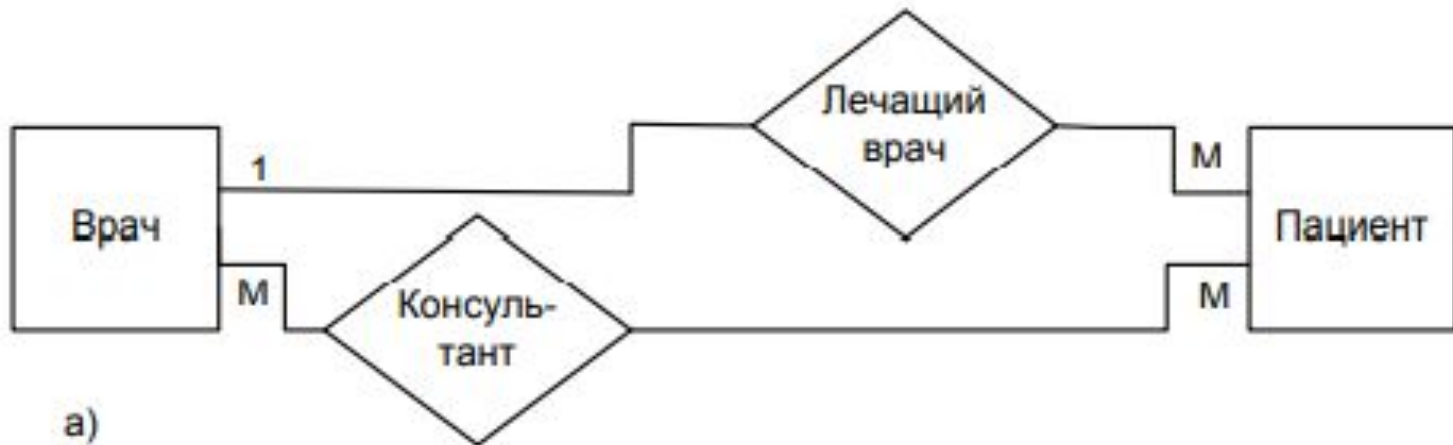 Лечащий
врач
1
М
Врач
Пациент
М
Консуль-
тант
М
а)